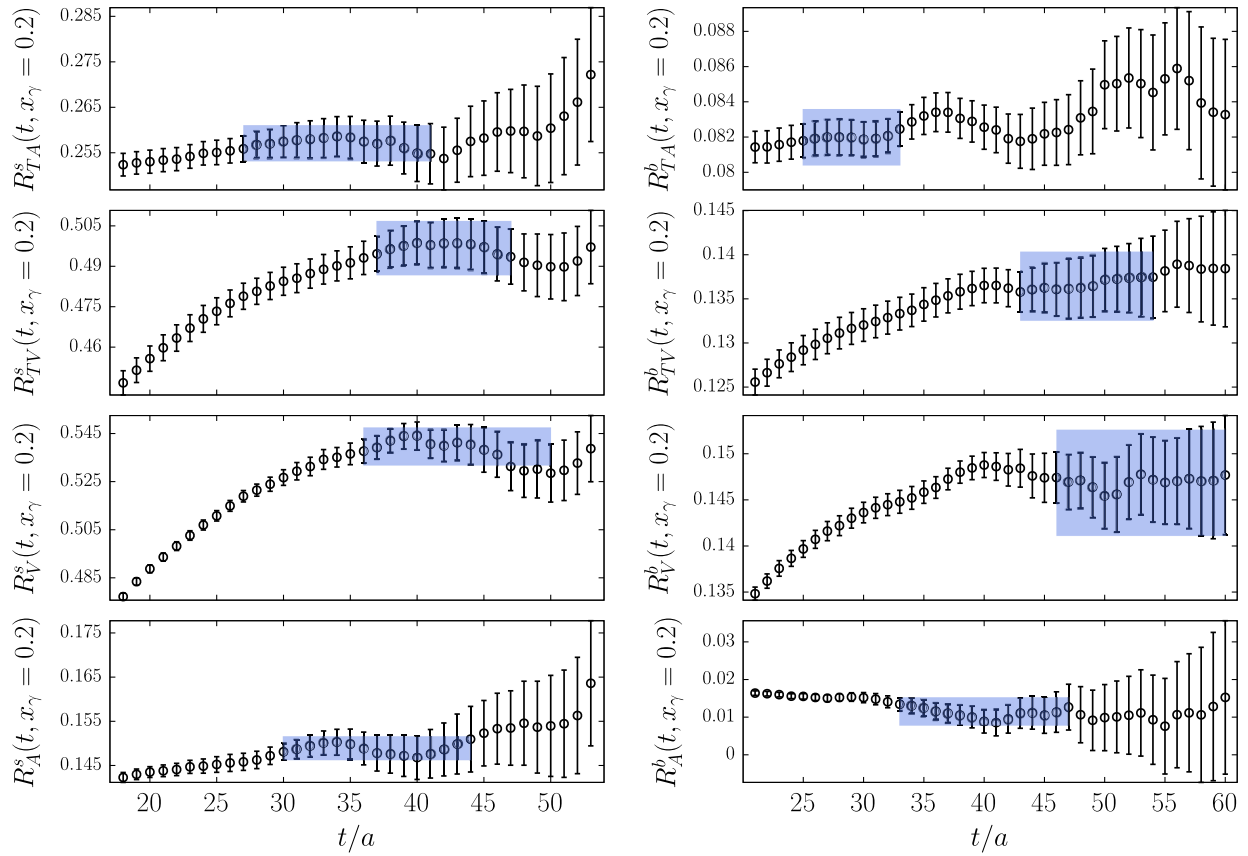 0.285
0.275
0.265
0.255
R^s_{TA}(t, x_γ = 0.2)
0.088
0.086
0.084
0.082
0.08
R^b_{TA}(t, x_γ = 0.2)
0.505
0.49
0.475
0.46
R^s_{TV}(t, x_γ = 0.2)
0.145
0.14
0.135
0.13
0.125
R^b_{TV}(t, x_γ = 0.2)
0.545
0.525
0.505
0.485
R^s_V(t, x_γ = 0.2)
0.15
0.145
0.14
0.135
R^b_V(t, x_γ = 0.2)
0.175
0.165
0.155
0.145
R^s_A(t, x_γ = 0.2)
20 25 30 35 40 45 50
t/a
0.03
0.02
0.01
0
R^b_A(t, x_γ = 0.2)
25 30 35 40 45 50 55 60
t/a